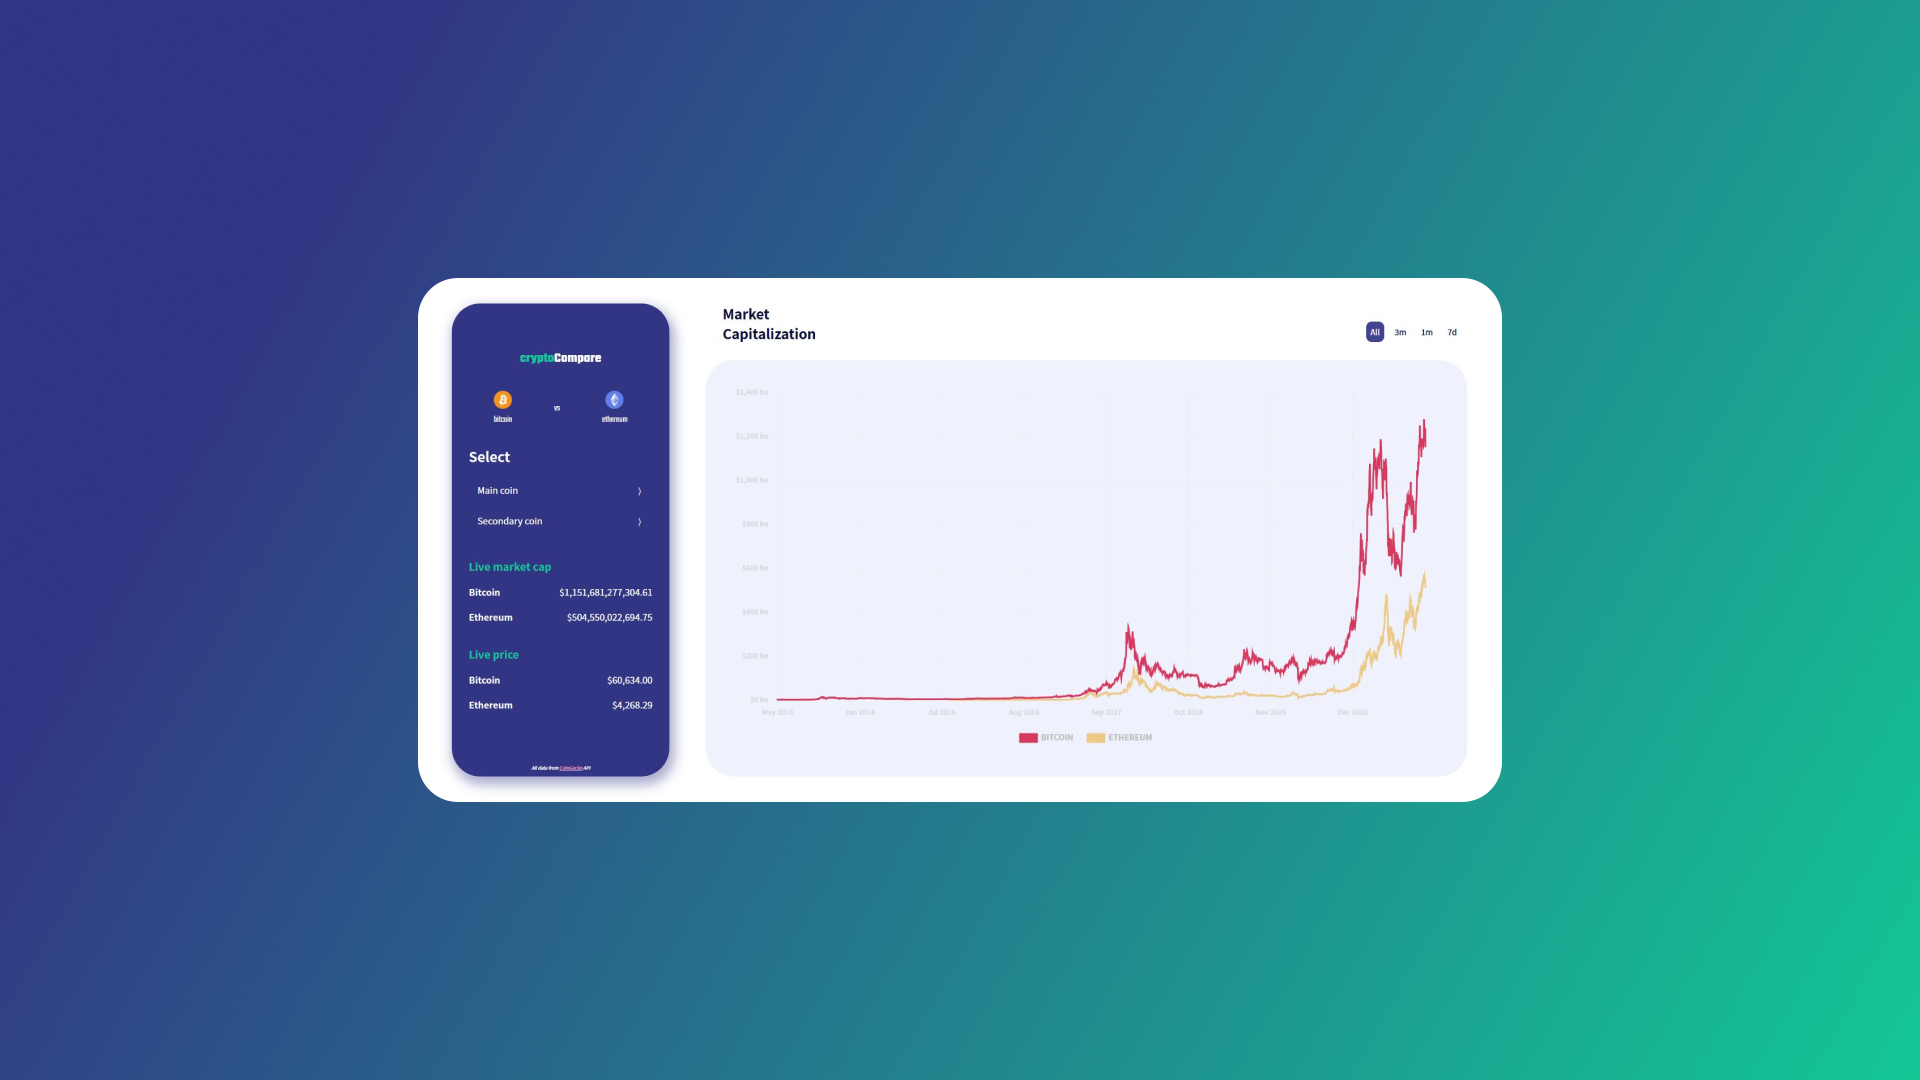 cryptoCompare
bitcoin
vs
ethereum
Select
Main coin
Secondary coin
Live market cap
Bitcoin $1,151,681,277,304.61
Ethereum $504,550,022,694.75
Live price
Bitcoin $60,634.00
Ethereum $4,268.29
All data from CoinGecko API
Market
Capitalization
All 3m 1m 7d
$1,400 bn
$1,200 bn
$1,000 bn
$800 bn
$600 bn
$400 bn
$200 bn
$0 bn
May 2013 Jun 2014 Jul 2015 Aug 2016 Sep 2017 Oct 2018 Nov 2019 Dec 2020
BITCOIN ETHEREUM